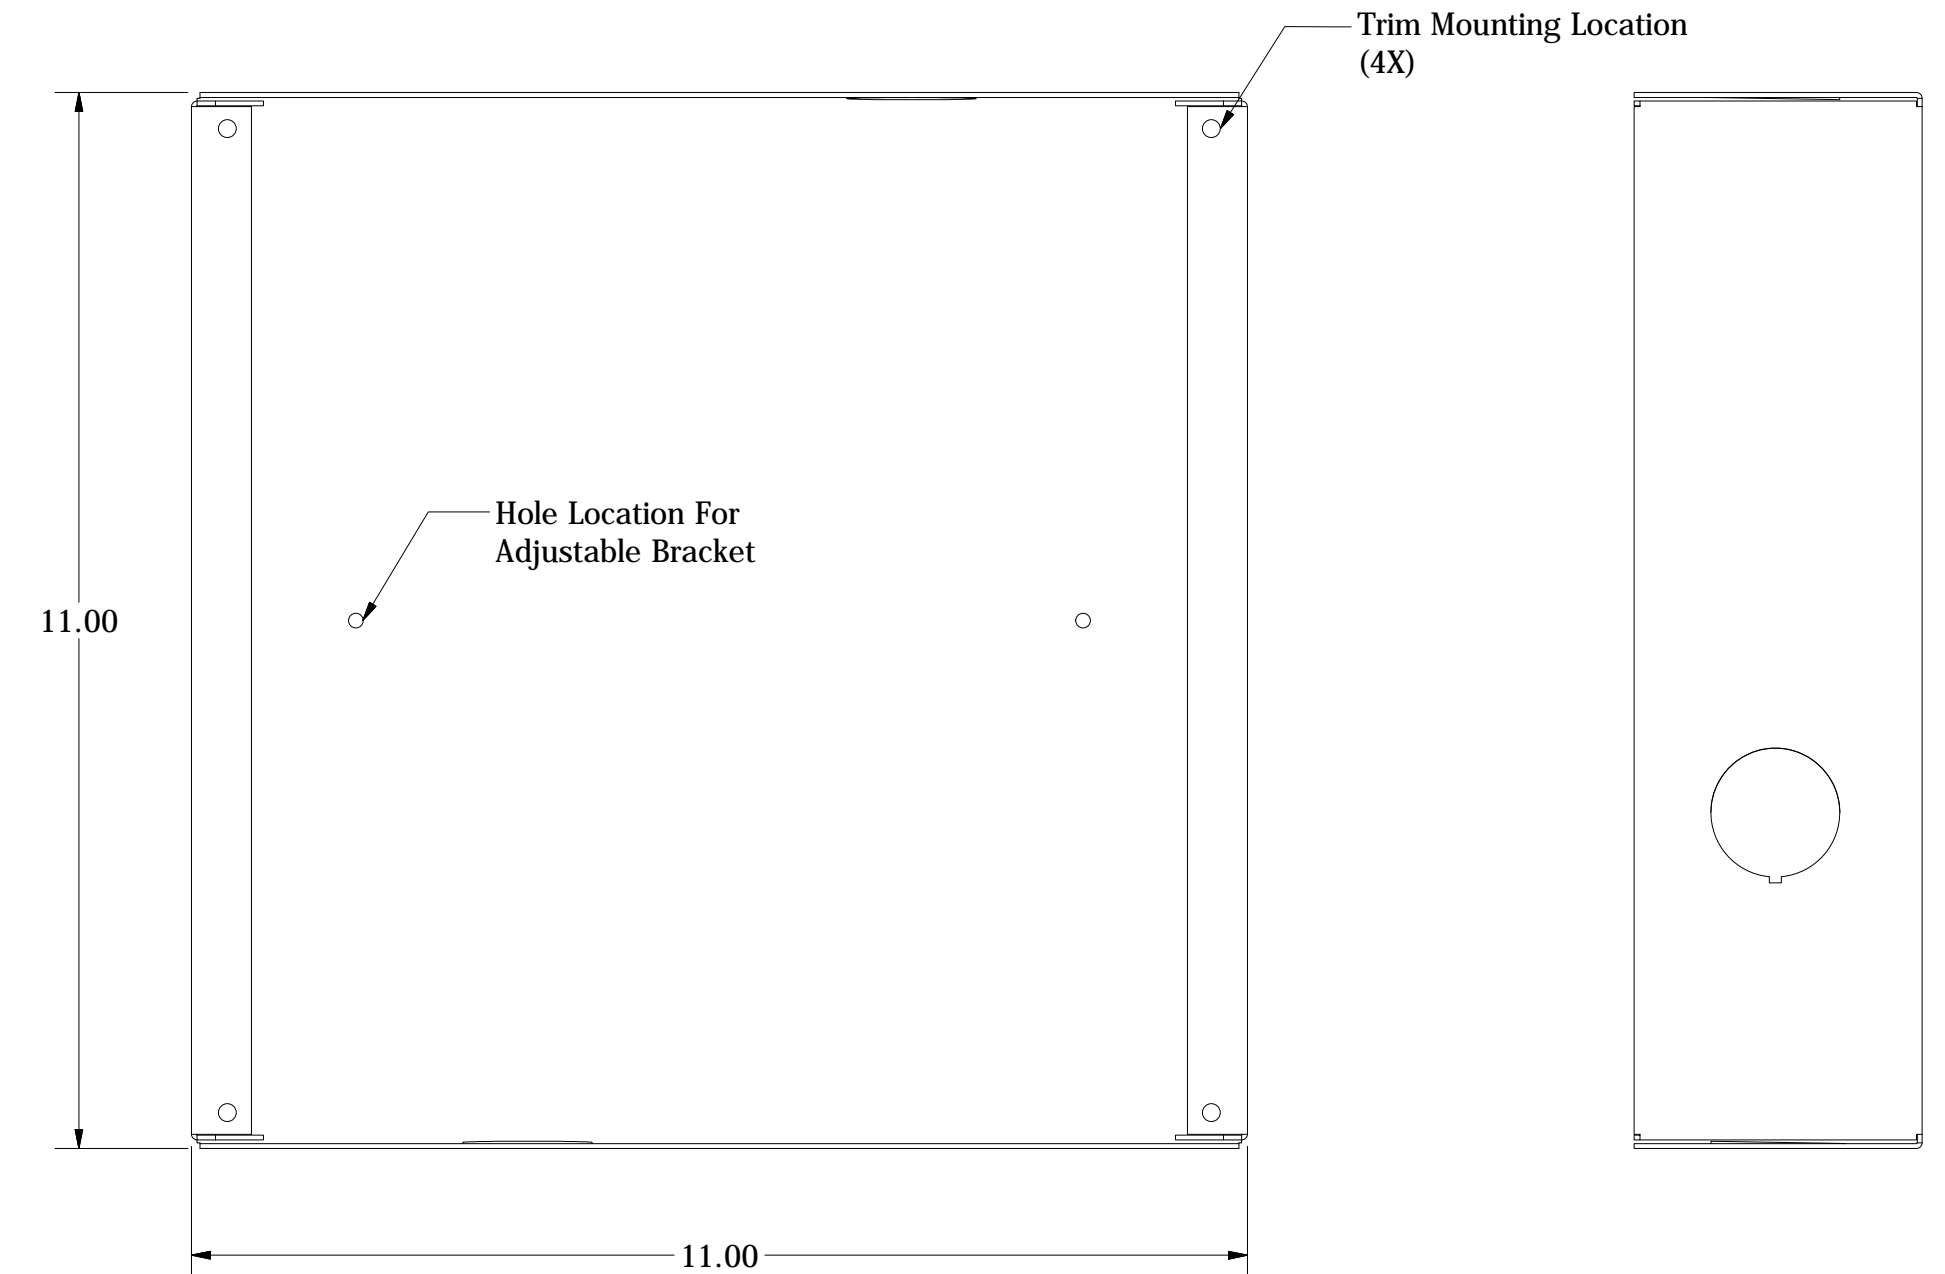 Trim Mounting Location
(4X)
Hole Location For
Adjustable Bracket
11.00
11.00